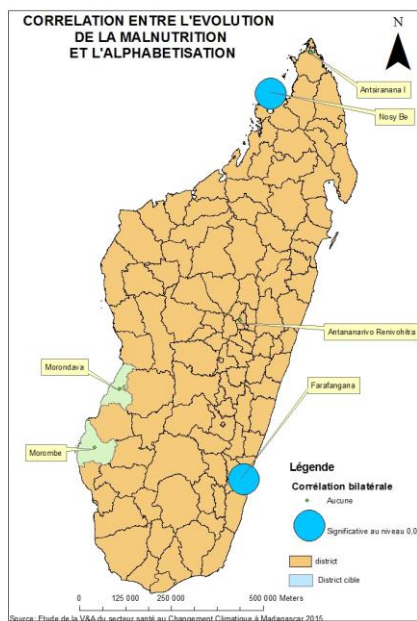 CORRELATION ENTRE L'EVOLUTION
DE LA MALNUTRITION
ET L'ALPHABETISATION
N
Antsiranana I
Nosy Be
Antananarivo Renivohitra
Morondava
Farafangana
Morombe
Légende
Corrélation bilatérale
Aucune
Significative au niveau 0,0
district
District cible
0 125 000 250 000 500 000 Meters
Source: Etude de la V&A du secteur santé au Changement Climatique à Madagascar 2015